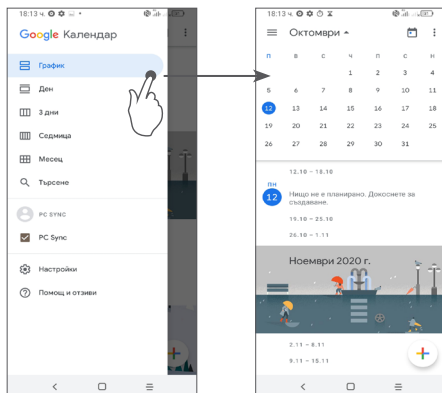 18:13 ч.
Google Календар
График
Ден
3 дни
Седмица
Месец
Търсене
PC SYNC
PC Sync
Настройки
Помощ и отзиви
18:13 ч.
Октомври
п в с ч п с н
1 2 3 4
5 6 7 8 9 10 11
12 13 14 15 16 17 18
19 20 21 22 23 24 25
26 27 28 29 30 31
12.10 – 18.10
ПН
12
Нищо не е планирано. Докоснете за
създаване.
19.10 – 25.10
26.10 – 1.11
Ноември 2020 г.
2.11 – 8.11
9.11 – 15.11